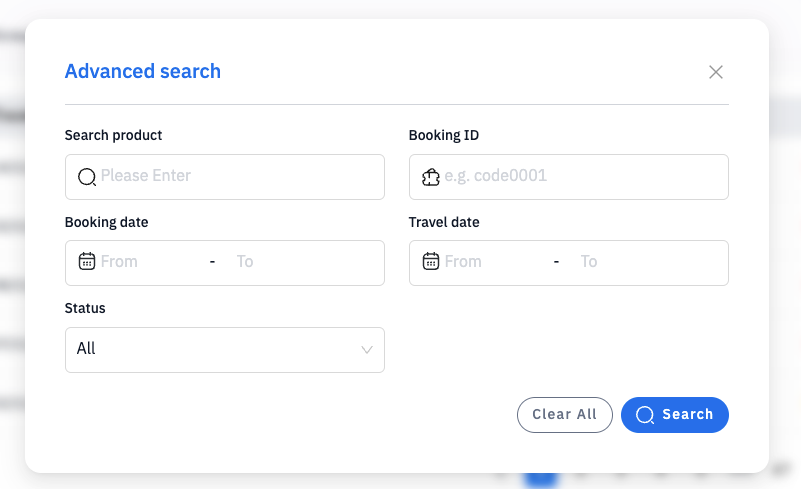 Advanced search
Search product
Booking ID
Please Enter
e.g. code0001
Booking date
Travel date
From - To
From - To
Status
All
Clear All
Search